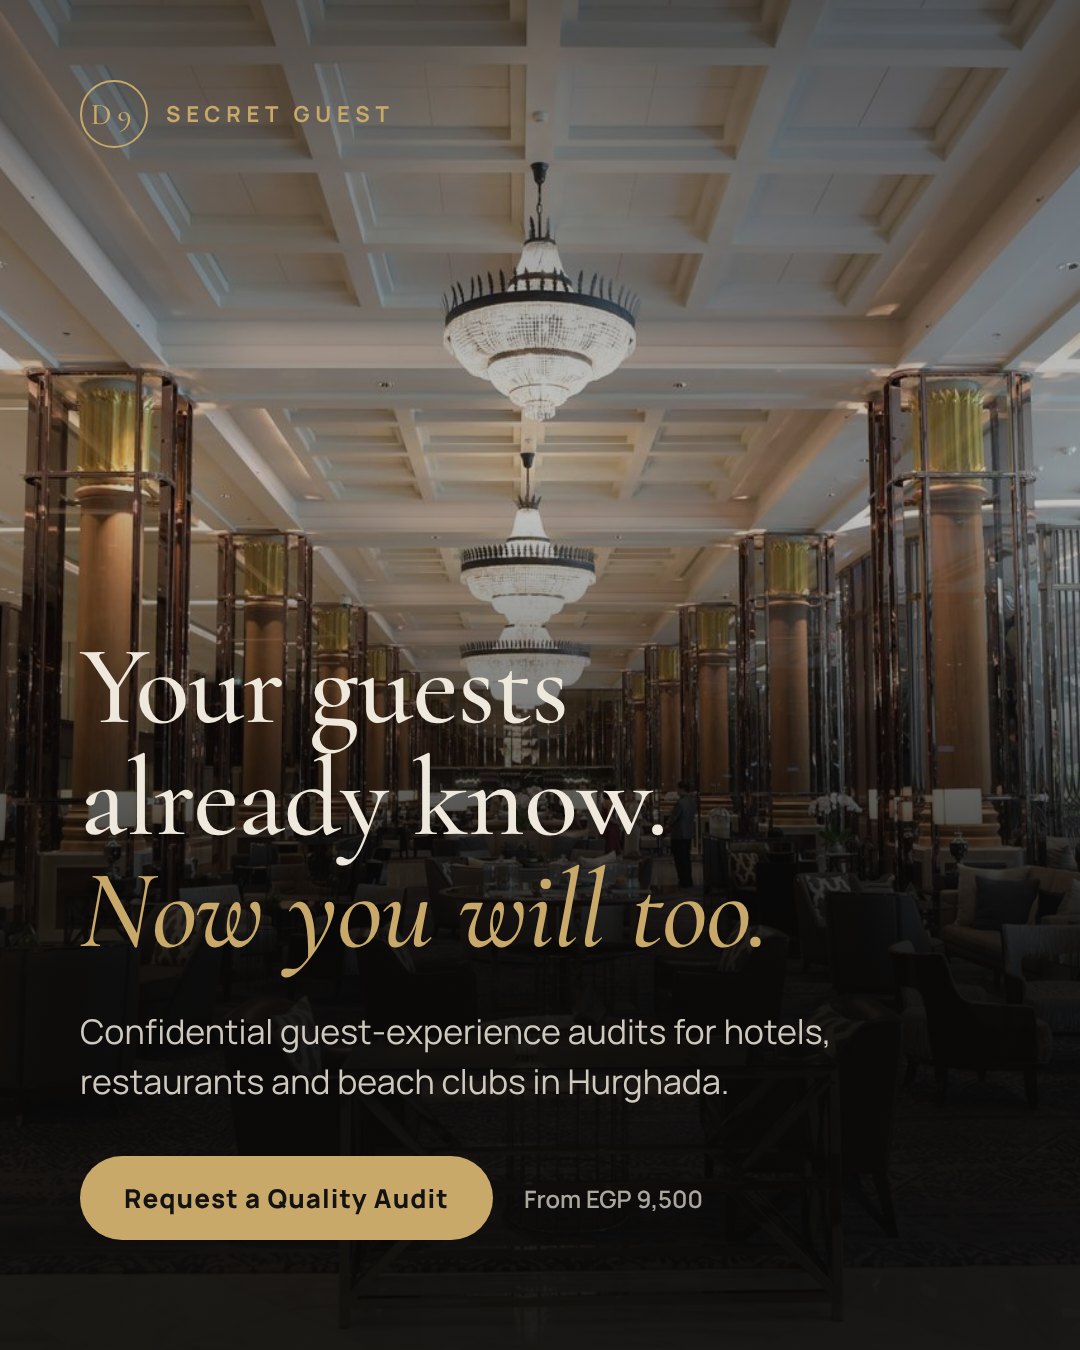 D9 SECRET GUEST
Your guests
already know.
Now you will too.
Confidential guest-experience audits for hotels,
restaurants and beach clubs in Hurghada.
Request a Quality Audit
From EGP 9,500